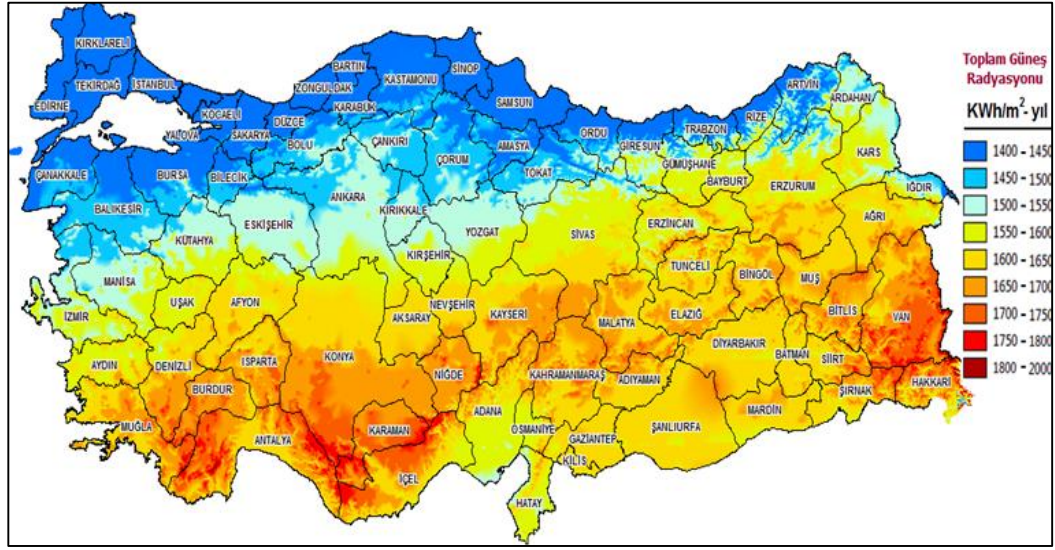 KIRKLARELİ
TEKİRDAĞ
İSTANBUL
EDİRNE
KOCAELİ
YALOVA
SAKARYA
DÜZCE
ZONGULDAK
BARTIN
KARABÜK
KASTAMONU
SİNOP
SAMSUN
BOLU
ÇANKIRI
ÇORUM
AMASYA
TOKAT
ORDU
GİRESUN
TRABZON
RİZE
ARTVİN
ARDAHAN
KARS
GÜMÜŞHANE
BAYBURT
ERZURUM
IĞDIR
AĞRI
ÇANAKKALE
BURSA
BİLECİK
BALIKESİR
KÜTAHYA
ESKİŞEHİR
ANKARA
KIRIKKALE
YOZGAT
SİVAS
ERZİNCAN
KIRŞEHİR
TUNCELİ
BİNGÖL
MUŞ
BİTLİS
VAN
MANİSA
UŞAK
AFYON
İZMİR
NEVŞEHİR
AKSARAY
KAYSERİ
MALATYA
ELAZIĞ
DİYARBAKIR
BATMAN
SİİRT
AYDIN
DENİZLİ
ISPARTA
KONYA
NİĞDE
KAHRAMANMARAŞ
ADIYAMAN
HAKKARİ
ŞIRNAK
BURDUR
MUĞLA
ANTALYA
KARAMAN
İÇEL
ADANA
OSMANİYE
GAZİANTEP
KİLİS
ŞANLIURFA
MARDİN
HATAY
Toplam Güneş
Radyasyonu
KWh/m²- yıl
1400 - 1450
1450 - 1500
1500 - 1550
1550 - 1600
1600 - 1650
1650 - 1700
1700 - 1750
1750 - 1800
1800 - 2000